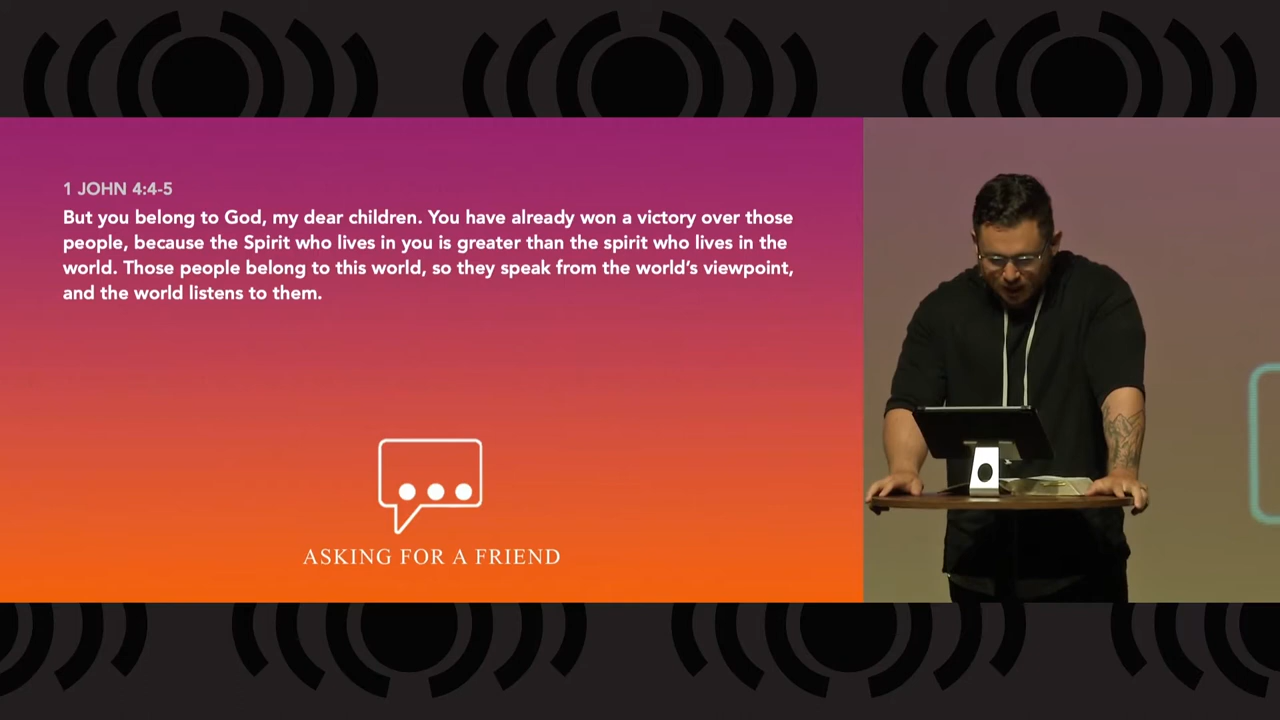 1 JOHN 4:4-5
But you belong to God, my dear children. You have already won a victory over those
people, because the Spirit who lives in you is greater than the spirit who lives in the
world. Those people belong to this world, so they speak from the world’s viewpoint,
and the world listens to them.
ASKING FOR A FRIEND